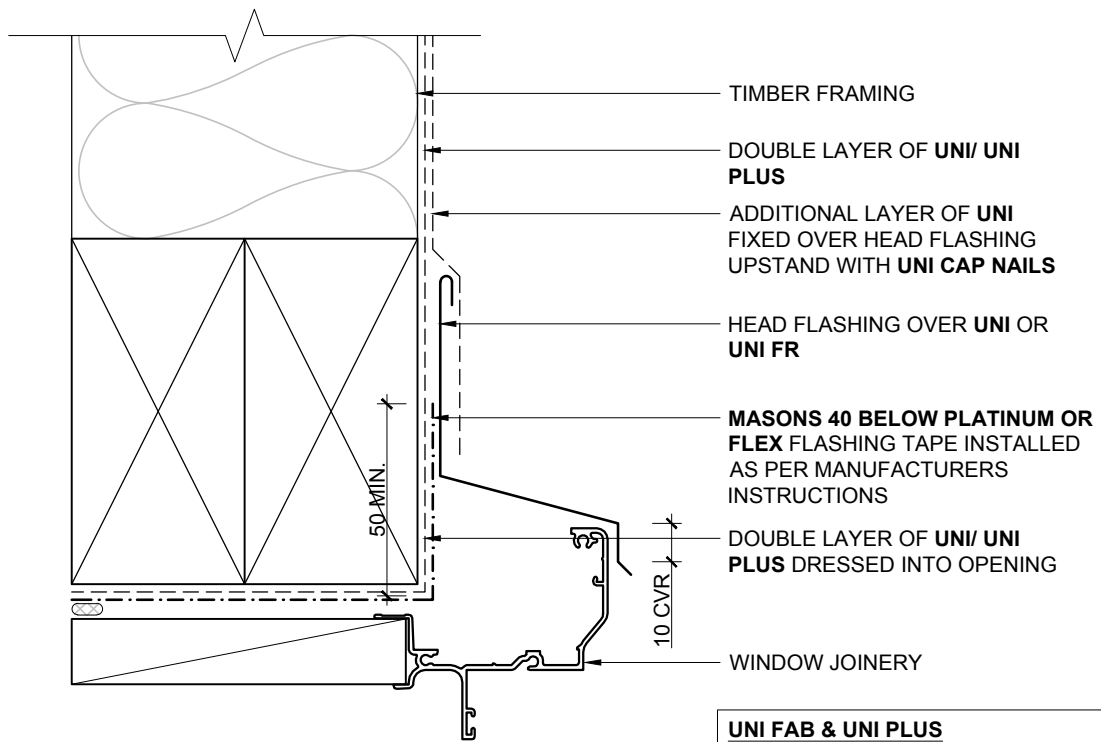 TIMBER FRAMING
DOUBLE LAYER OF UNI/ UNI
PLUS
ADDITIONAL LAYER OF UNI
FIXED OVER HEAD FLASHING
UPSTAND WITH UNI CAP NAILS
HEAD FLASHING OVER UNI OR
UNI FR
MASONS 40 BELOW PLATINUM OR
FLEX FLASHING TAPE INSTALLED
AS PER MANUFACTURERS
INSTRUCTIONS
50 MIN.
DOUBLE LAYER OF UNI/ UNI
PLUS DRESSED INTO OPENING
10 CVR
WINDOW JOINERY
UNI FAB & UNI PLUS